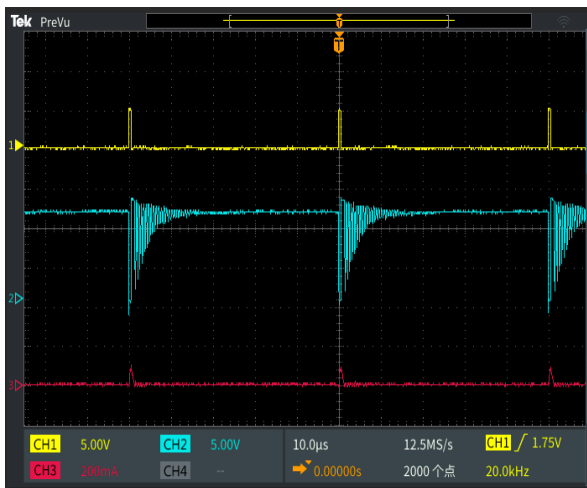 Tek PreVu
T
T
1
2
3
CH1 5.00V CH2 5.00V 10.0µs 12.5MS/s CH1 1.75V
CH3 200mA CH4 -- 0.00000s 2000 个点 20.0kHz